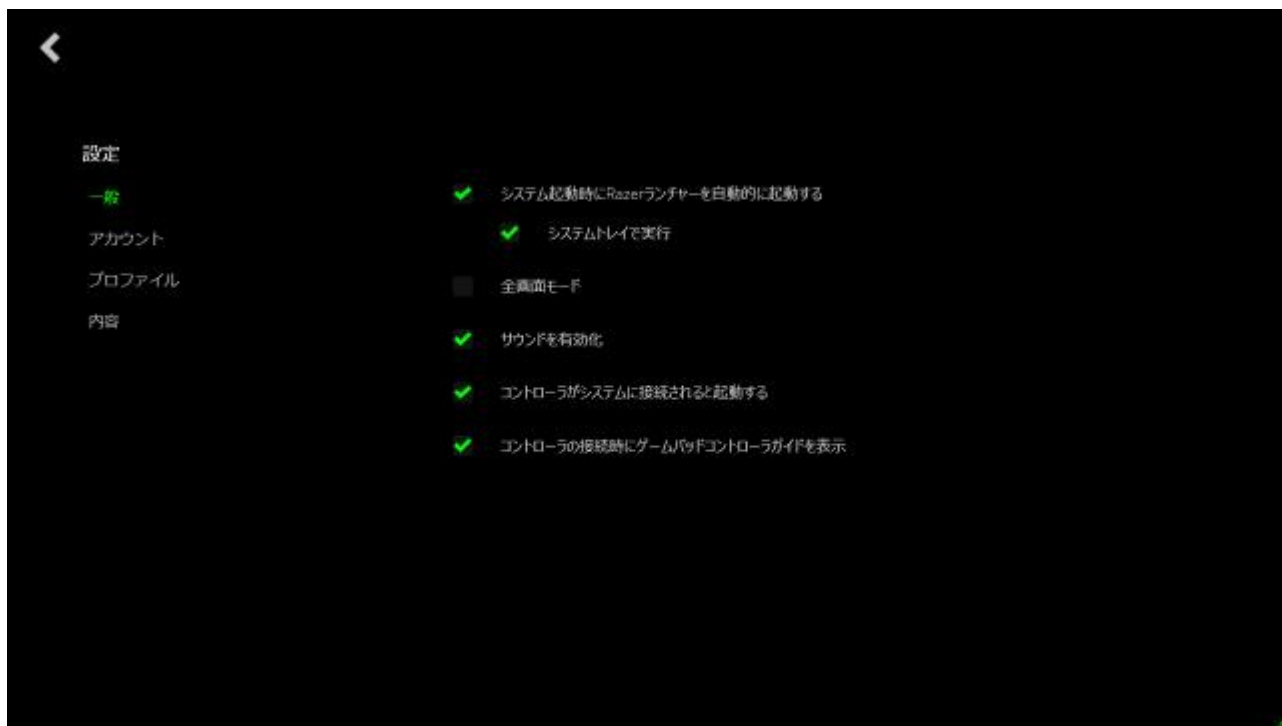 設定
一般
アカウント
プロファイル
内容
システム起動時にRazerランチャーを自動的に起動する
システムトレイで実行
全画面モード
サウンドを有効化
コントローラがシステムに接続されると起動する
コントローラの接続時にゲームパッドコントローラガイドを表示